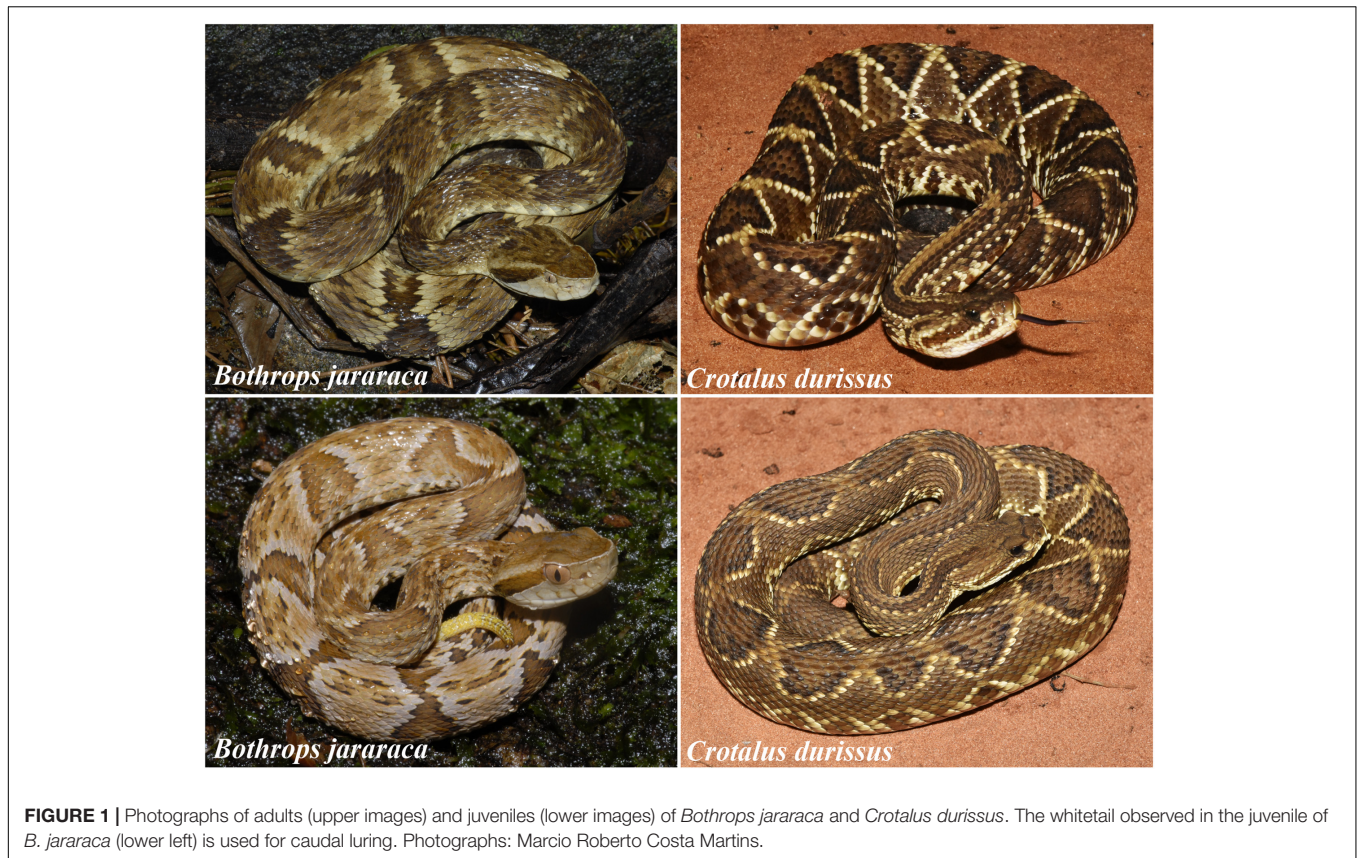 Bothrops jararaca
Crotalus durissus
Bothrops jararaca
Crotalus durissus
FIGURE 1 | Photographs of adults (upper images) and juveniles (lower images) of Bothrops jararaca and Crotalus durissus. The whitetail observed in the juvenile of
B. jararaca (lower left) is used for caudal luring. Photographs: Marcio Roberto Costa Martins.